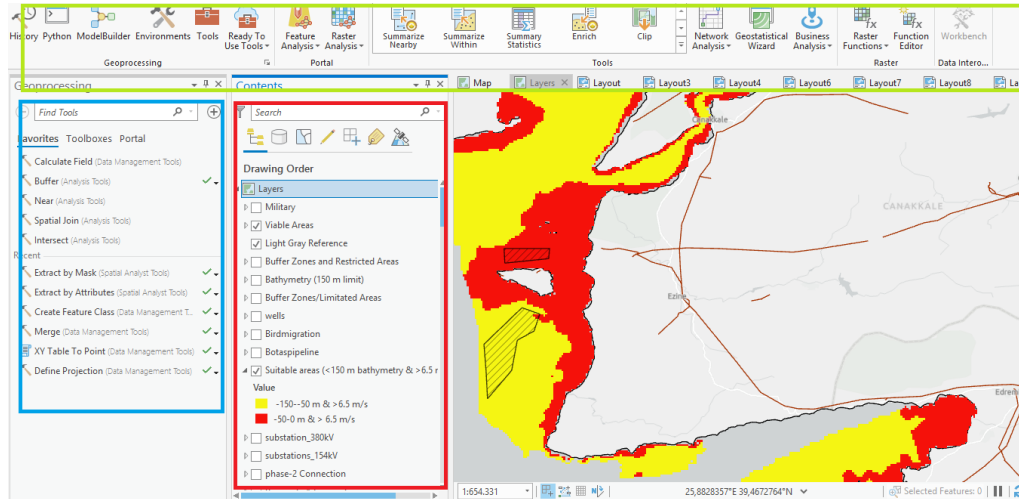 History Python ModelBuilder Environments Tools Ready To Use Tools
Feature Analysis Raster Analysis
Summarize Nearby Summarize Within Summary Statistics Enrich Clip
Network Analysis Geostatistical Wizard Business Analysis
Raster Functions Function Editor Workbench
Geoprocessing Portal Tools Raster Data Intero...
Geoprocessing
Find Tools
Favorites Toolboxes Portal
Calculate Field (Data Management Tools)
Buffer (Analysis Tools)
Near (Analysis Tools)
Spatial Join (Analysis Tools)
Intersect (Analysis Tools)
Recent
Extract by Mask (Spatial Analyst Tools)
Extract by Attributes (Spatial Analyst Tools)
Create Feature Class (Data Management T...
Merge (Data Management Tools)
XY Table To Point (Data Management Tools)
Define Projection (Data Management Tools)
Contents
Search
Drawing Order
Layers
Military
Viable Areas
Light Gray Reference
Buffer Zones and Restricted Areas
Bathymetry (150 m limit)
Buffer Zones/Limitated Areas
wells
Birdmigration
Botaspipeline
Suitable areas (<150 m bathymetry & >6.5 r
Value
-150--50 m & >6.5 m/s
-50-0 m & > 6.5 m/s
substation_380kV
substations_154kV
phase-2 Connection
Map Layers Layout Layout3 Layout4 Layout6 Layout7 Layout8 La
Canakkale
CANAKKALE
Ezine
Edrem
1:654.331
25,8828357°E 39,4672764°N
Selected Features: 0